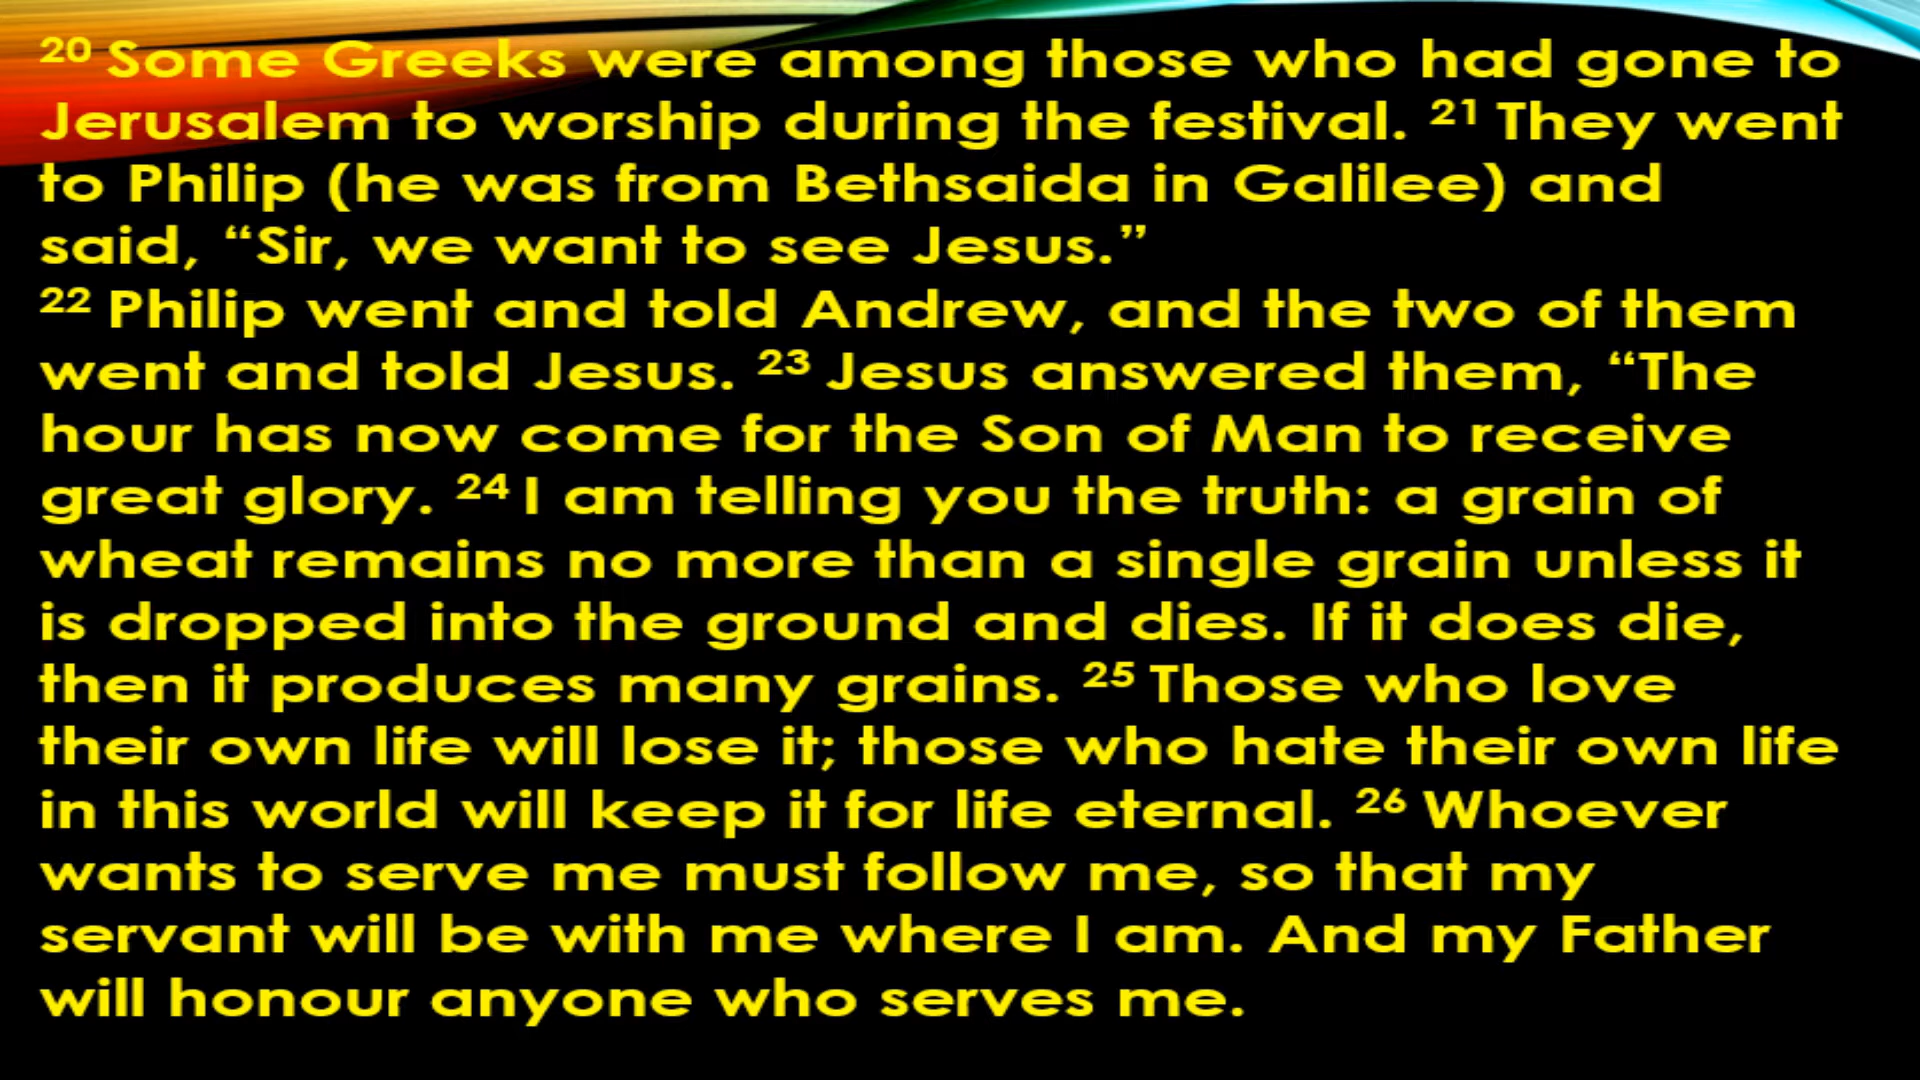 ²⁰ Some Greeks were among those who had gone to
Jerusalem to worship during the festival. ²¹ They went
to Philip (he was from Bethsaida in Galilee) and
said, “Sir, we want to see Jesus.”
²² Philip went and told Andrew, and the two of them
went and told Jesus. ²³ Jesus answered them, “The
hour has now come for the Son of Man to receive
great glory. ²⁴ I am telling you the truth: a grain of
wheat remains no more than a single grain unless it
is dropped into the ground and dies. If it does die,
then it produces many grains. ²⁵ Those who love
their own life will lose it; those who hate their own life
in this world will keep it for life eternal. ²⁶ Whoever
wants to serve me must follow me, so that my
servant will be with me where I am. And my Father
will honour anyone who serves me.